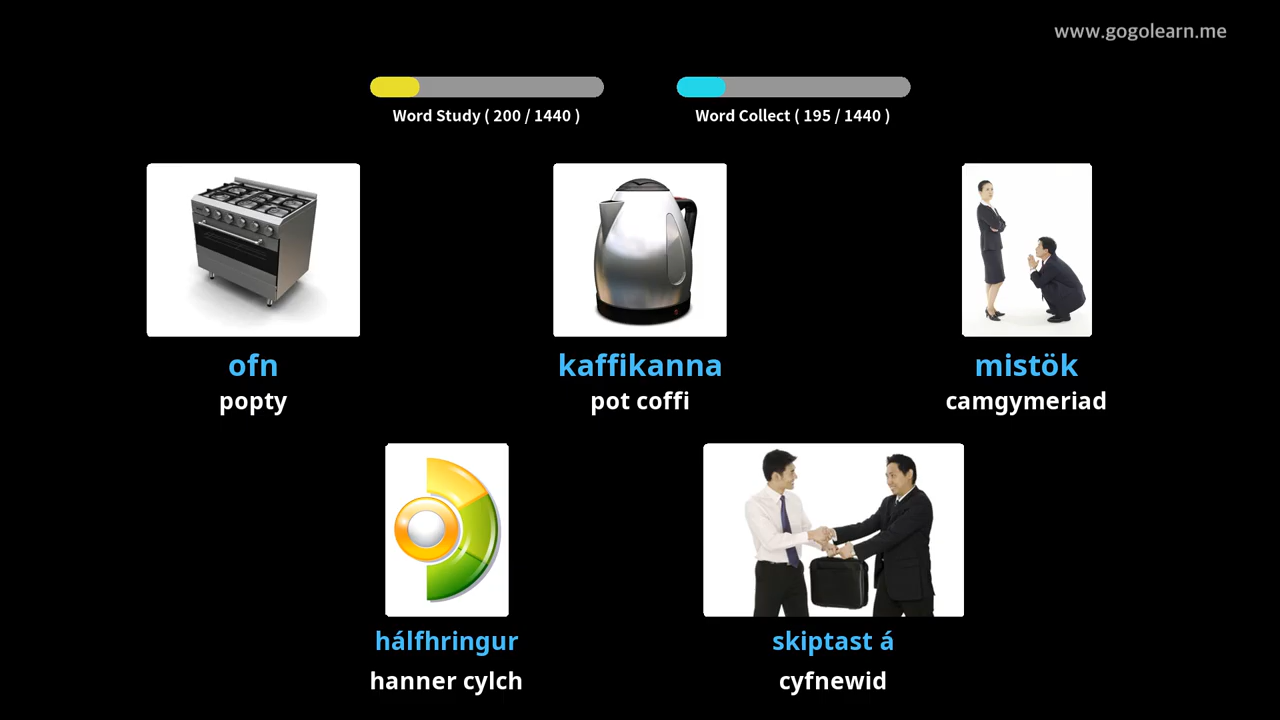 www.gogolearn.me
Word Study ( 200 / 1440 )
Word Collect ( 195 / 1440 )
ofn
popty
kaffikanna
pot coffi
mistök
camgymeriad
hálfhringur
hanner cylch
skiptast á
cyfnewid